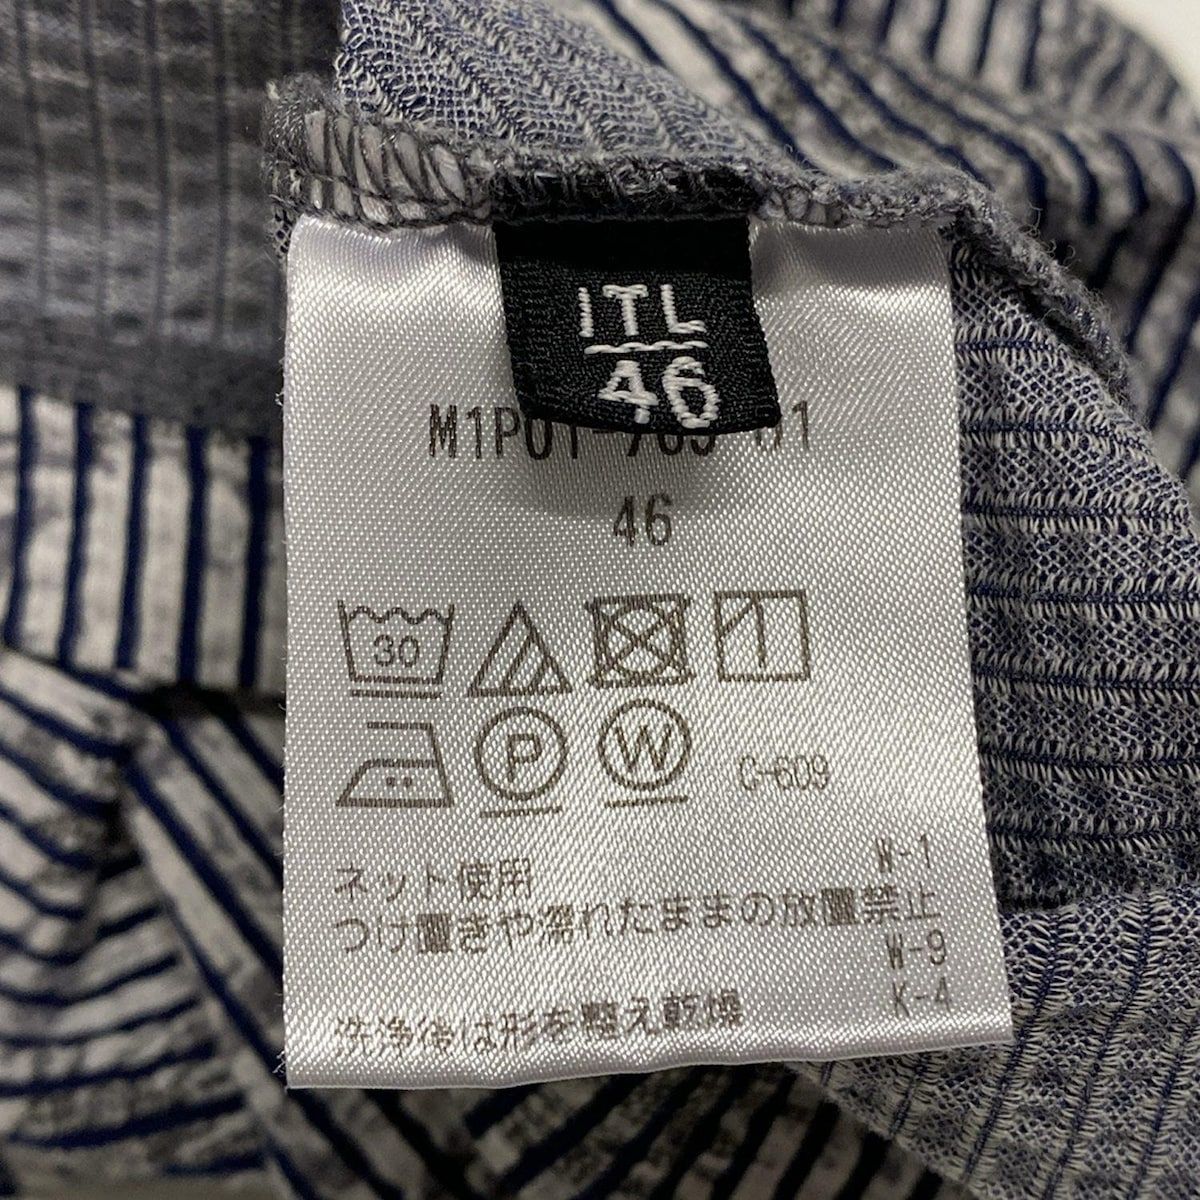 ITL
46
46
30
P W C-609
W-1
ネット使用
つけ置きや濡れたままの放置禁止
W-9
K-4
洗浄後は形を整え乾燥